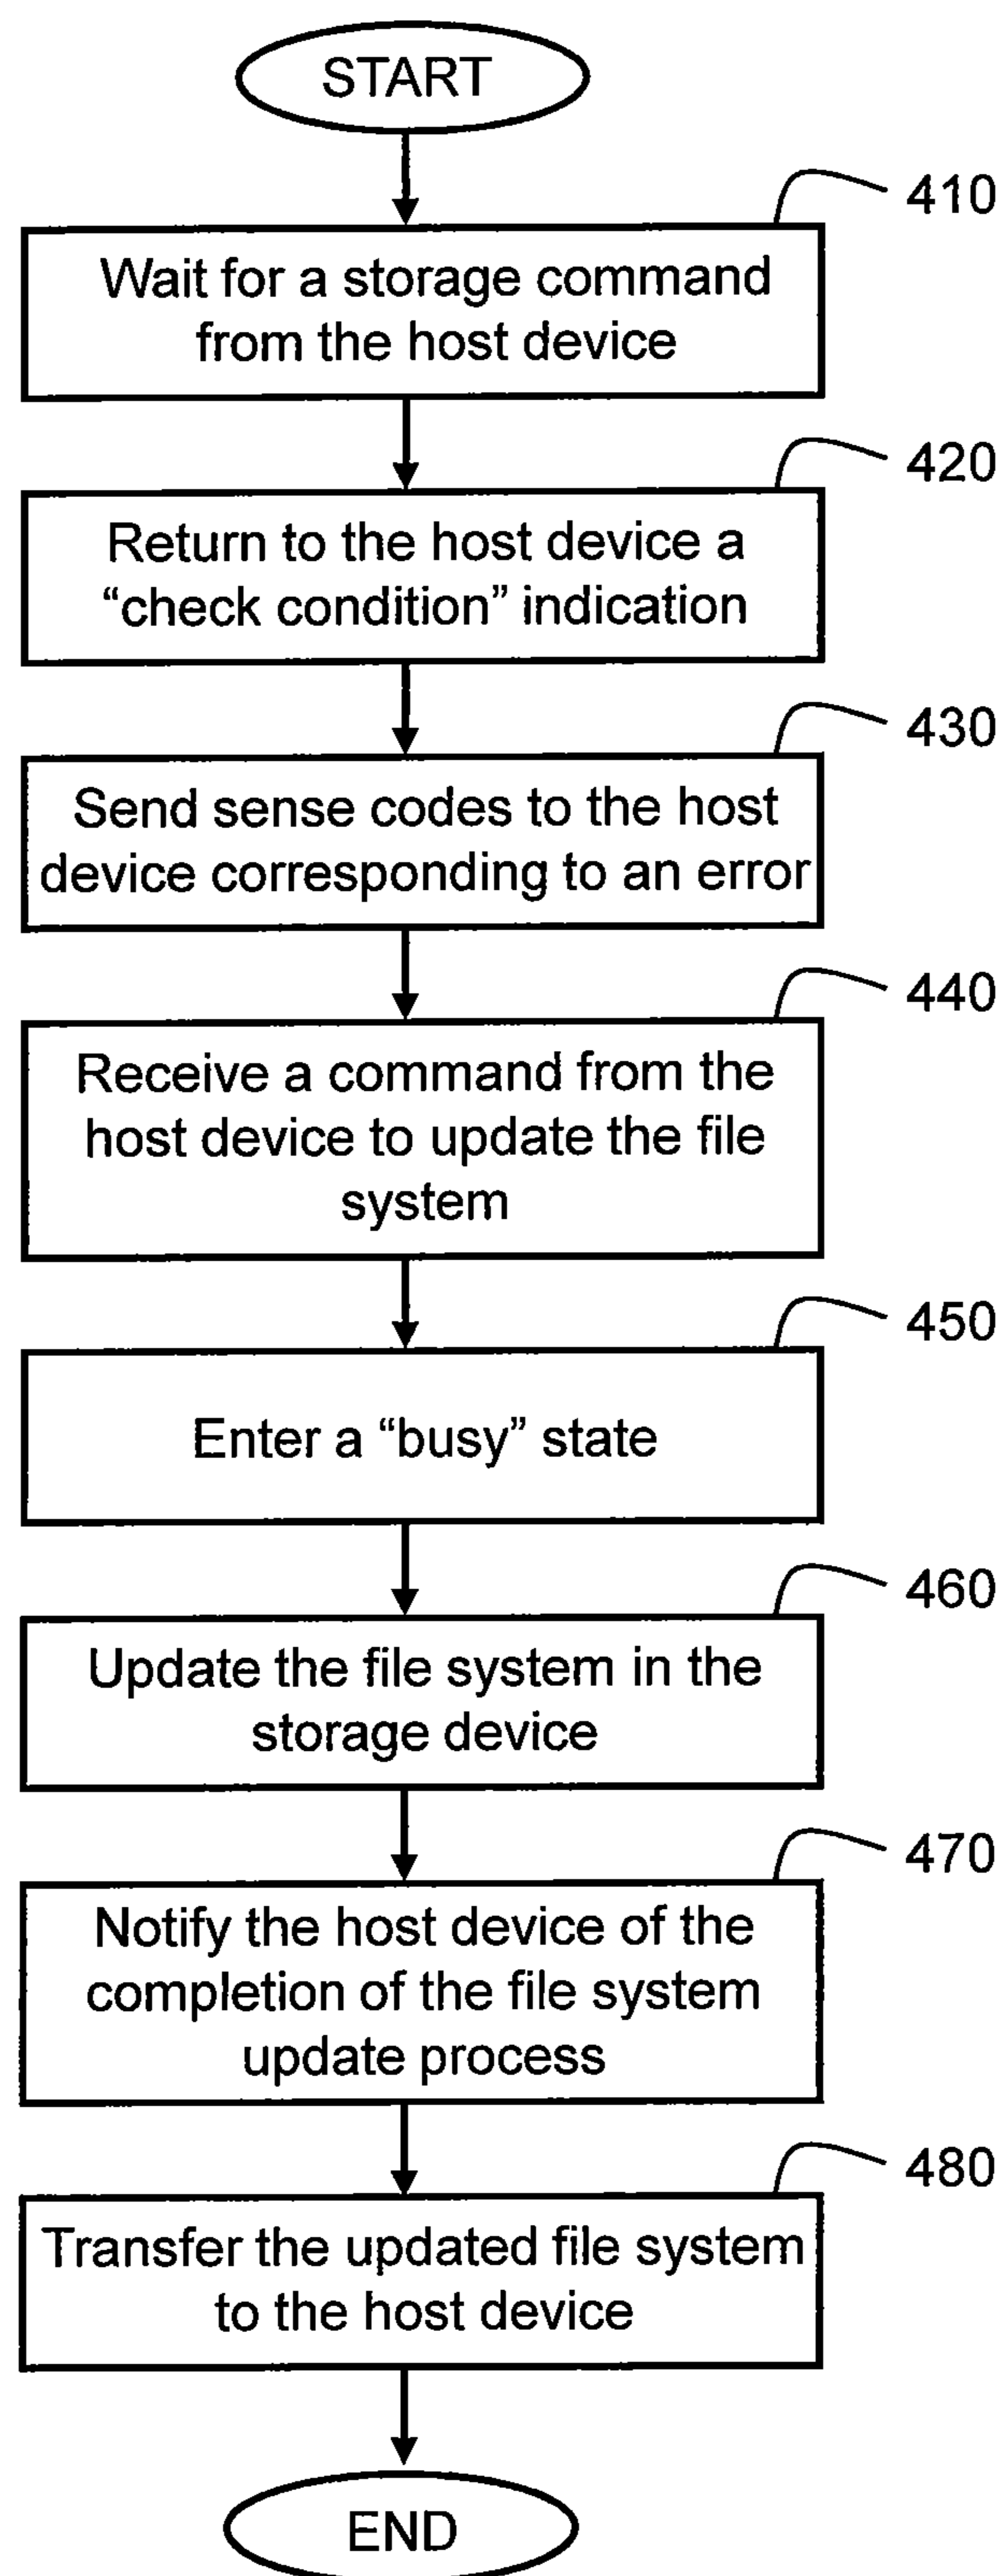 START
410
Wait for a storage command
from the host device
420
Return to the host device a
“check condition” indication
430
Send sense codes to the host
device corresponding to an error
440
Receive a command from the
host device to update the file
system
450
Enter a “busy” state
460
Update the file system in the
storage device
470
Notify the host device of the
completion of the file system
update process
480
Transfer the updated file system
to the host device
END